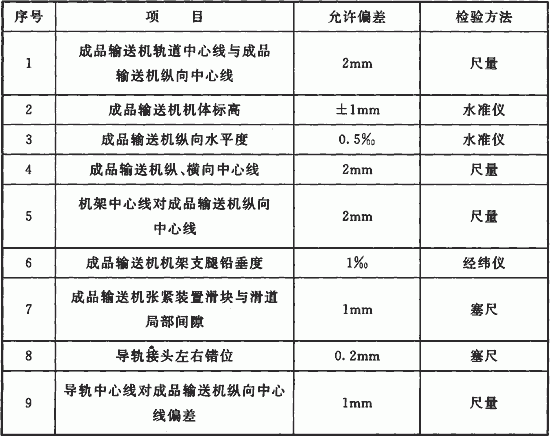 序号 项 目 允许偏差 检验方法
1 成品输送机轨道中心线与成品
输送机纵向中心线 2mm 尺量
2 成品输送机机体标高 ±1mm 水准仪
3 成品输送机纵向水平度 0.5‰ 水准仪
4 成品输送机纵、横向中心线 2mm 尺量
5 机架中心线对成品输送机纵向
中心线 2mm 尺量
6 成品输送机机架支腿铅垂度 1‰ 经纬仪
7 成品输送机张紧装置滑块与滑道
局部间隙 1mm 塞尺
8 导轨接头左右错位 0.2mm 塞尺
9 导轨中心线对成品输送机纵向中心
线偏差 1mm 尺量